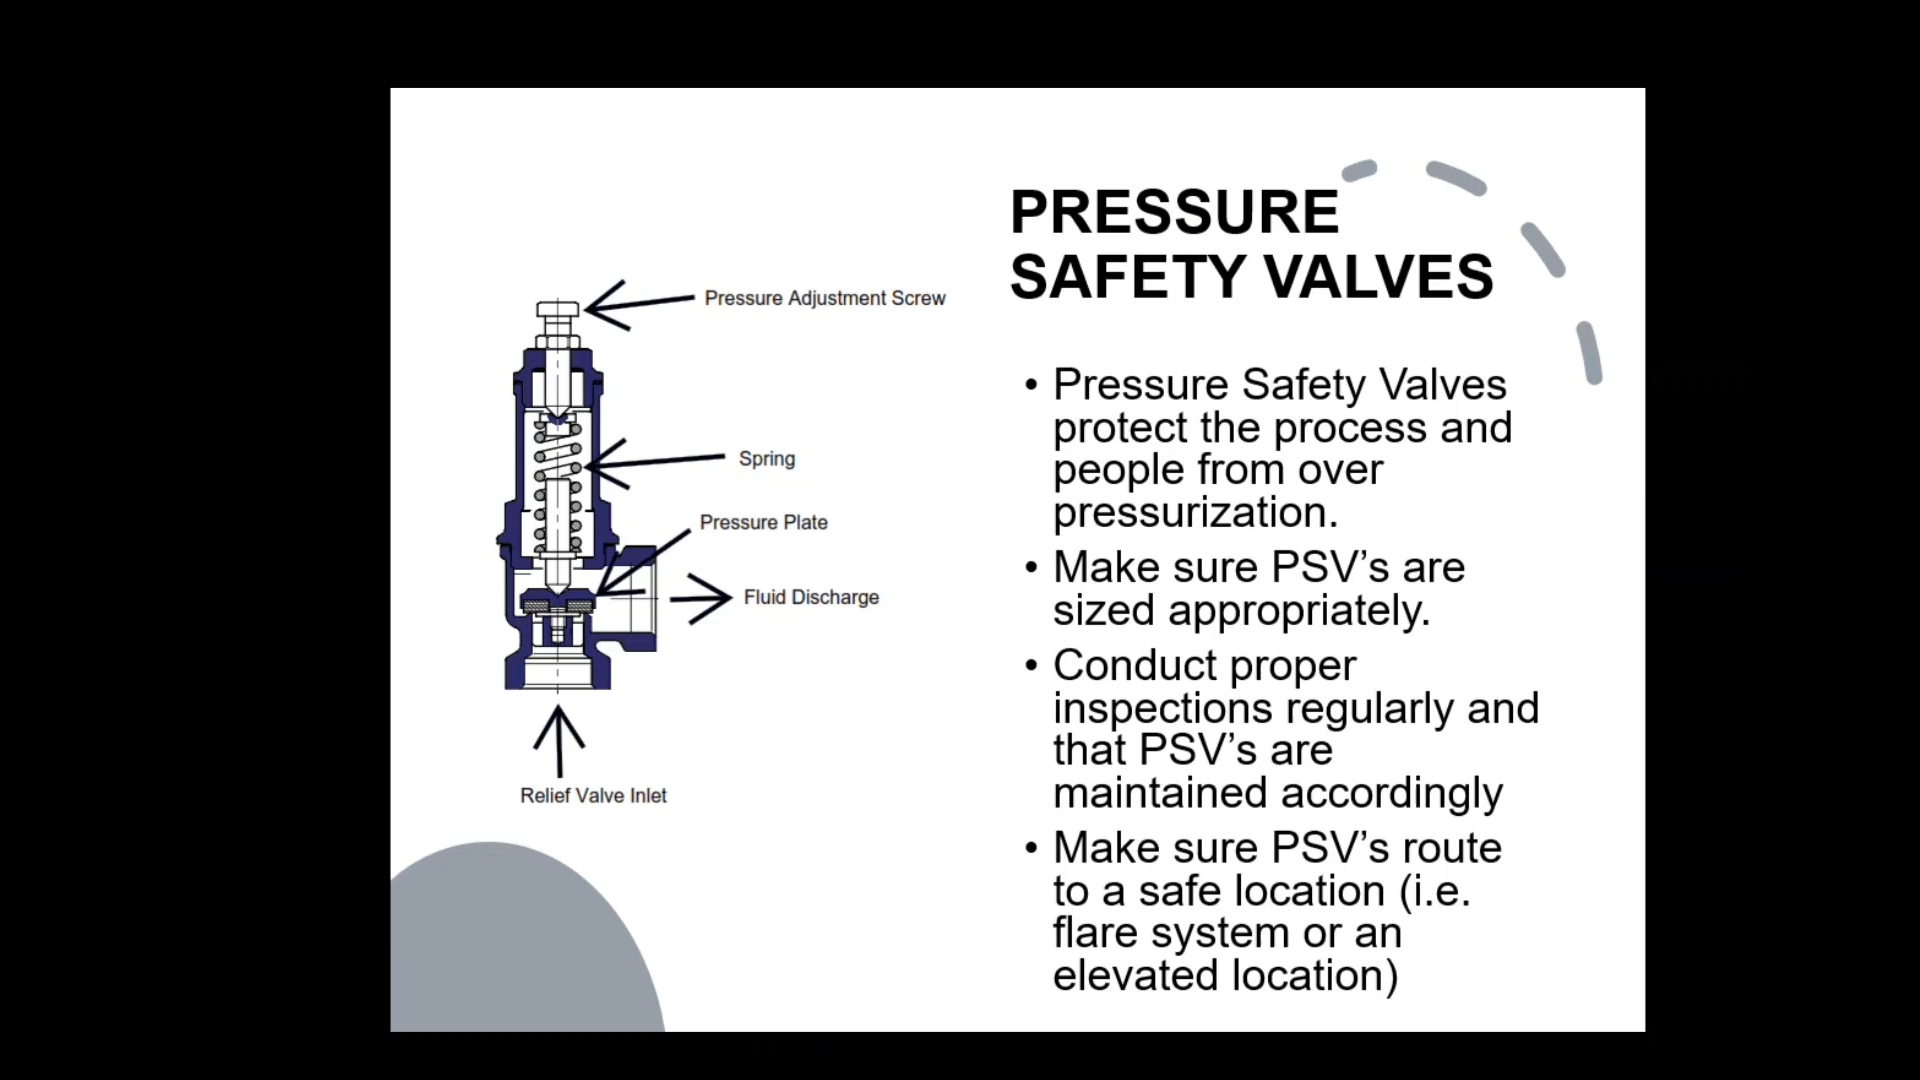 PRESSURE
SAFETY VALVES
Pressure Adjustment Screw
Spring
Pressure Plate
Fluid Discharge
Relief Valve Inlet
• Pressure Safety Valves
protect the process and
people from over
pressurization.
• Make sure PSV’s are
sized appropriately.
• Conduct proper
inspections regularly and
that PSV’s are
maintained accordingly
• Make sure PSV’s route
to a safe location (i.e.
flare system or an
elevated location)